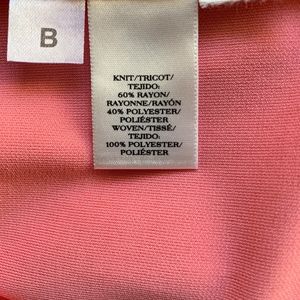 B
KNIT/TRICOT/
TEJIDO:
60% RAYON/
RAYONNE/RAYÓN
40% POLYESTER/
POLIÉSTER
WOVEN/TISSÉ/
TEJIDO:
100% POLYESTER/
POLIÉSTER